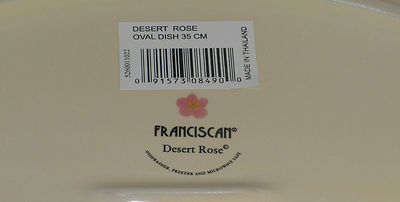 DESERT ROSE
OVAL DISH 35 CM
5260011022
MADE IN THAILAND
0 91573 08490 0
FRANCISCAN®
Desert Rose©
DISHWASHER, FREEZER AND MICROWAVE SAFE